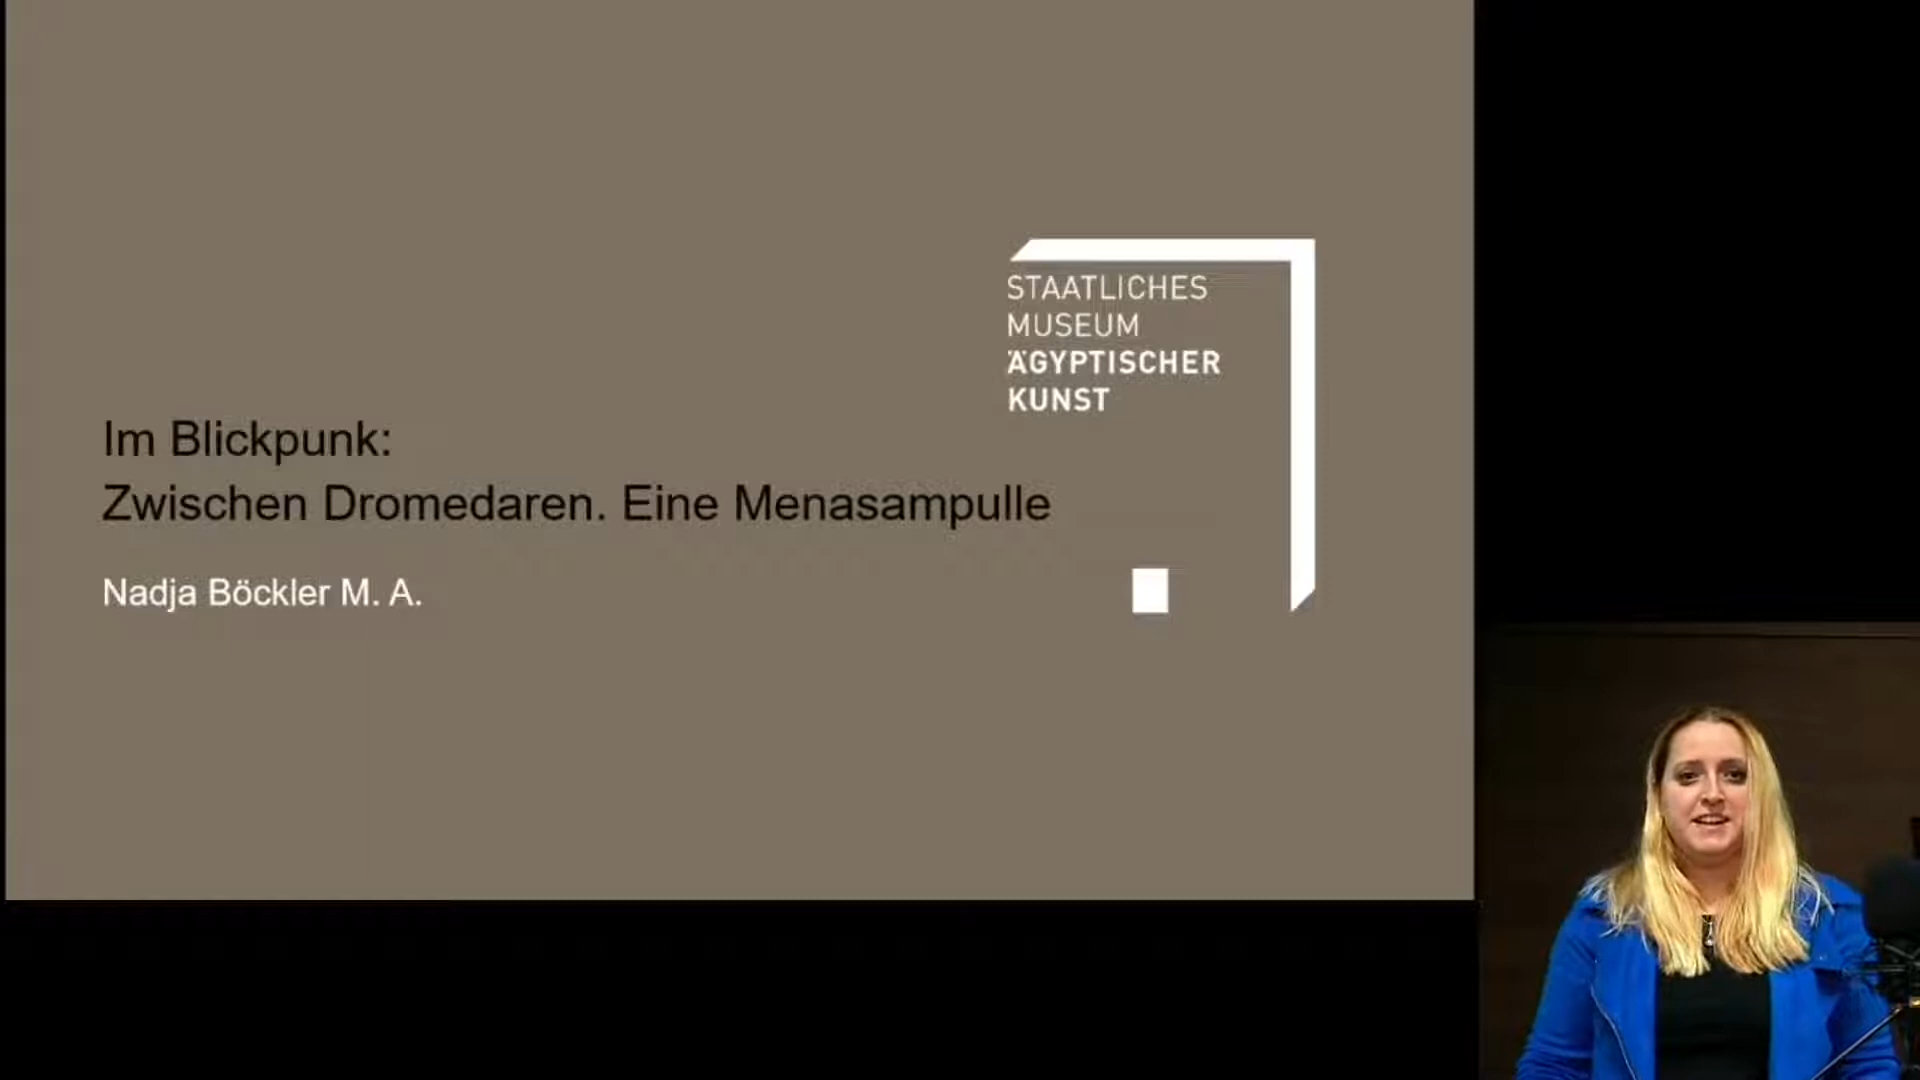 STAATLICHES
MUSEUM
ÄGYPTISCHER
KUNST
Im Blickpunk:
Zwischen Dromedaren. Eine Menasampulle
Nadja Böckler M. A.